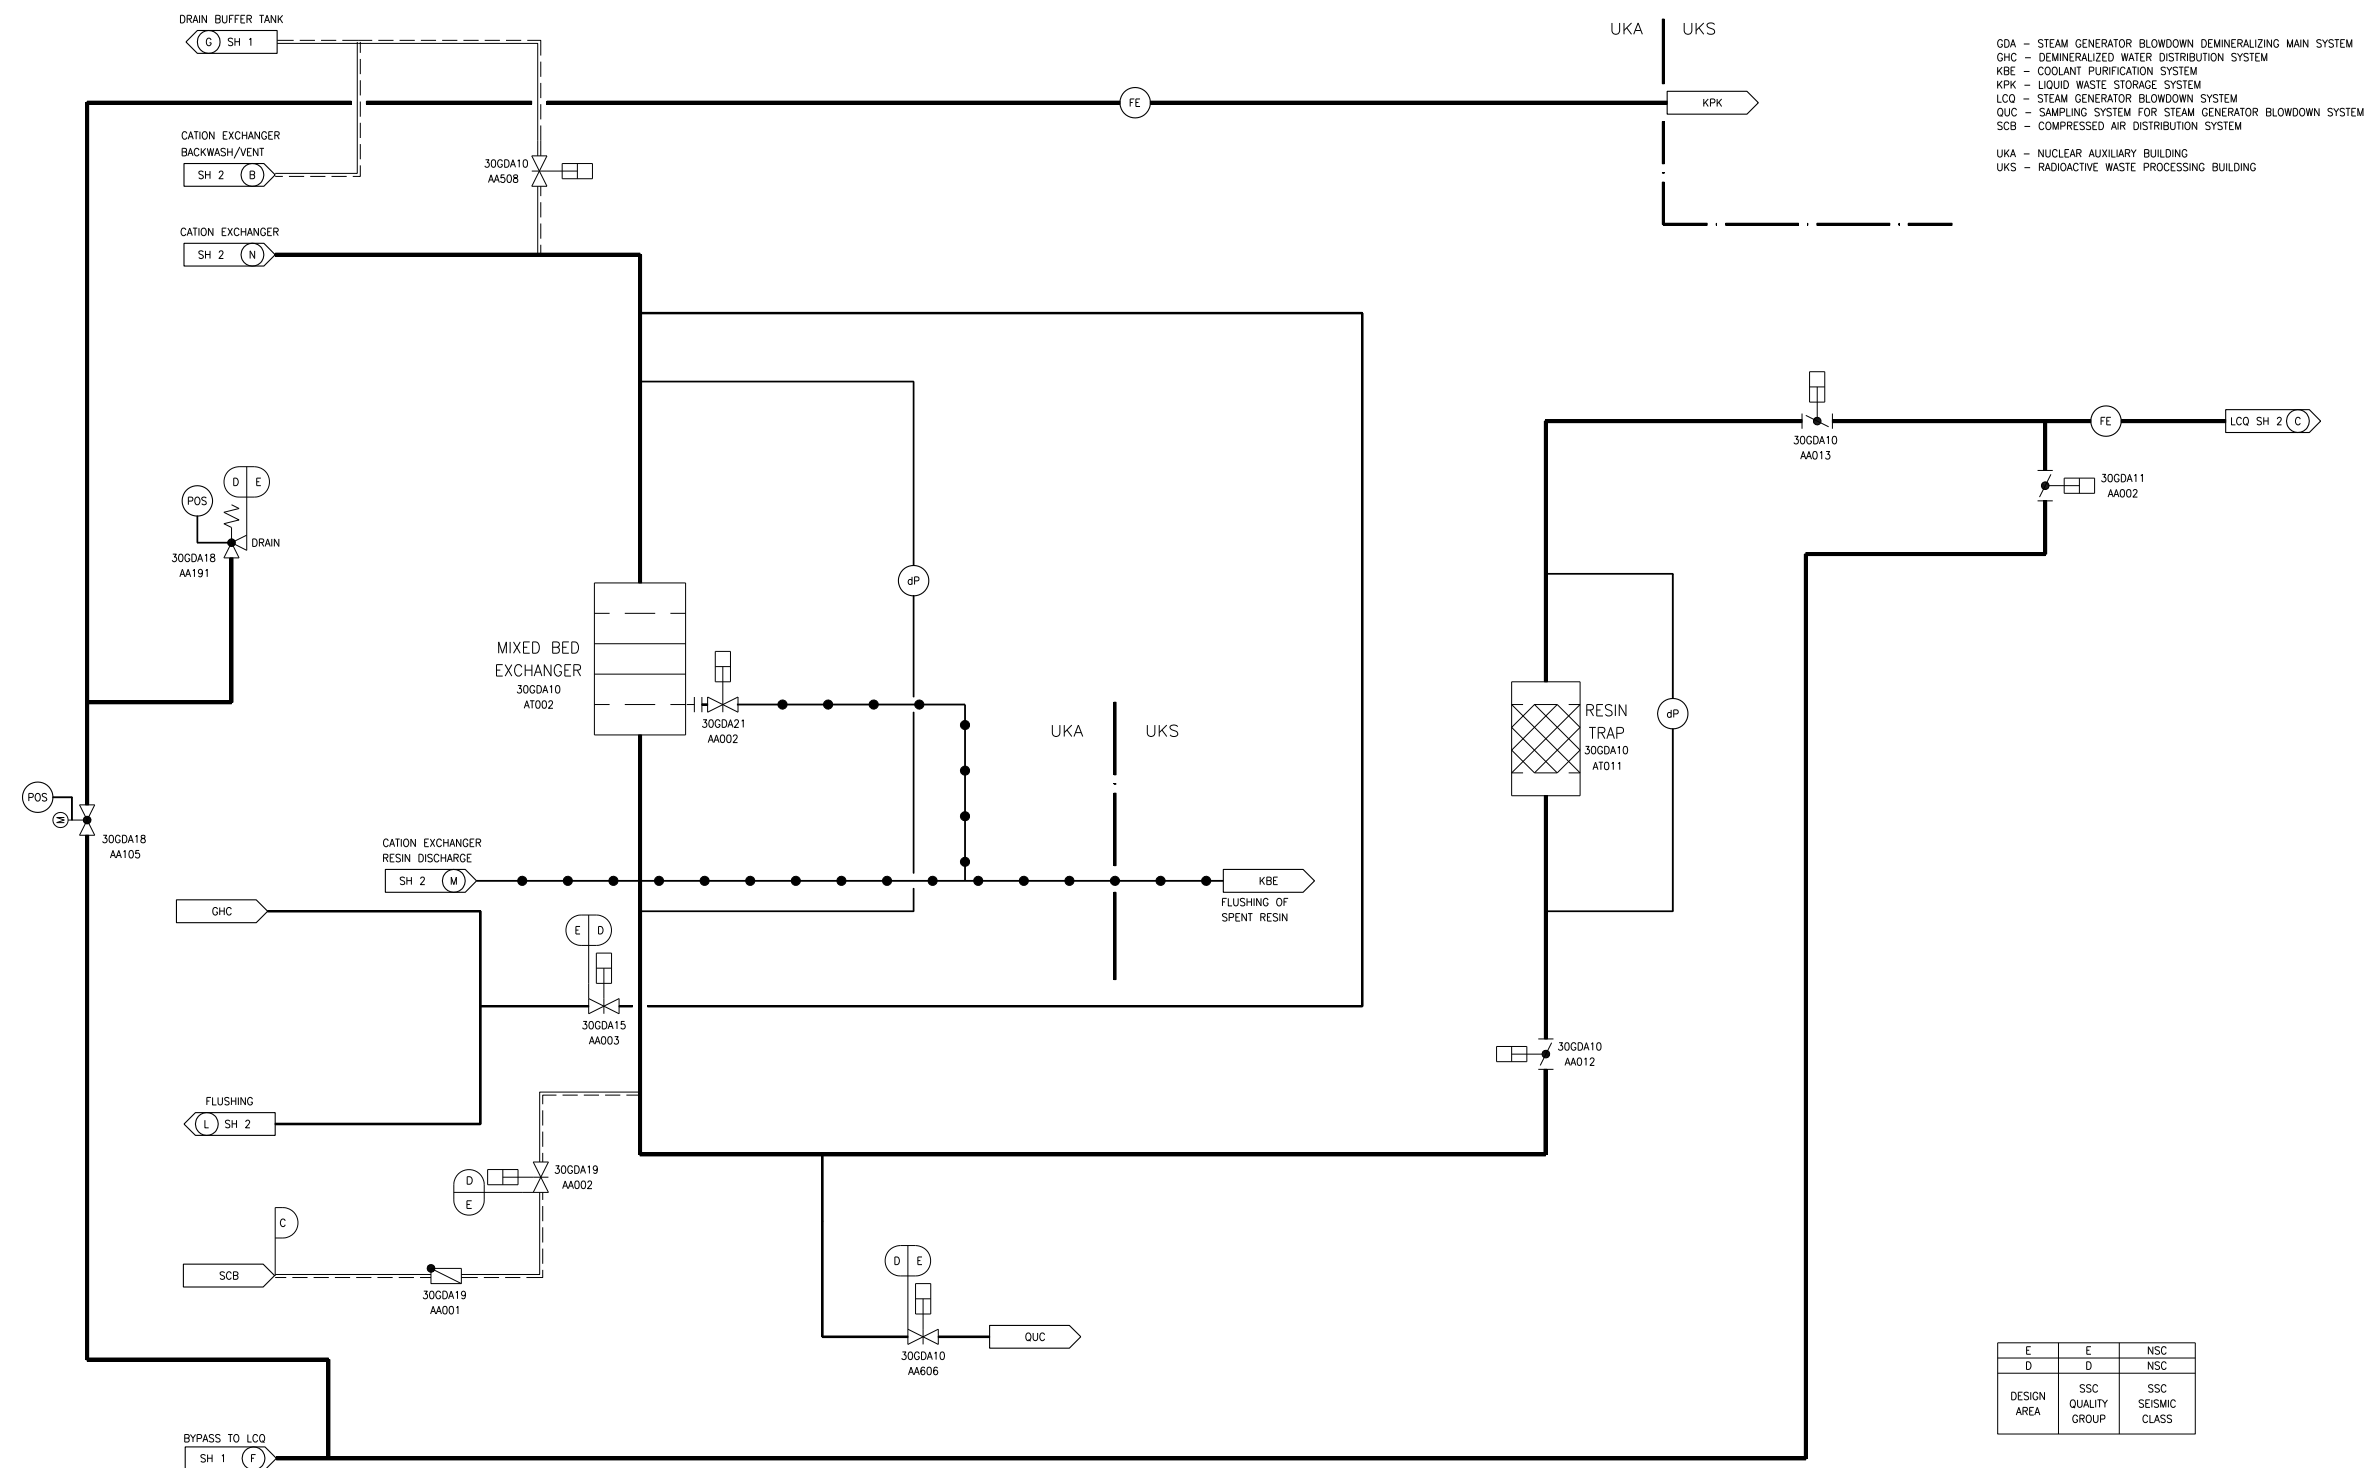 DRAIN BUFFER TANK
G SH 1
UKA UKS
GDA – STEAM GENERATOR BLOWDOWN DEMINERALIZING MAIN SYSTEM
GHC – DEMINERALIZED WATER DISTRIBUTION SYSTEM
KBE – COOLANT PURIFICATION SYSTEM
KPK – LIQUID WASTE STORAGE SYSTEM
LCQ – STEAM GENERATOR BLOWDOWN SYSTEM
QUC – SAMPLING SYSTEM FOR STEAM GENERATOR BLOWDOWN SYSTEM
SCB – COMPRESSED AIR DISTRIBUTION SYSTEM
UKA – NUCLEAR AUXILIARY BUILDING
UKS – RADIOACTIVE WASTE PROCESSING BUILDING
FE
KPK
CATION EXCHANGER
BACKWASH/VENT
SH 2 B
30GDA10
AA508
CATION EXCHANGER
SH 2 N
30GDA10
AA013
FE
LCQ SH 2 C
30GDA11
AA002
D E
POS
DRAIN
30GDA18
AA191
dP
MIXED BED
EXCHANGER
30GDA10
AT002
30GDA21
AA002
UKA UKS
RESIN
TRAP
30GDA10
AT011
dP
POS
M
30GDA18
AA105
CATION EXCHANGER
RESIN DISCHARGE
SH 2 M
KBE
FLUSHING OF
SPENT RESIN
GHC
E D
30GDA15
AA003
30GDA10
AA012
FLUSHING
L SH 2
30GDA19
AA002
D
E
C
SCB
30GDA19
AA001
D E
30GDA10
AA606
QUC
E E NSC
D D NSC
DESIGN
AREA
SSC
QUALITY
GROUP
SSC
SEISMIC
CLASS
BYPASS TO LCQ
SH 1 F